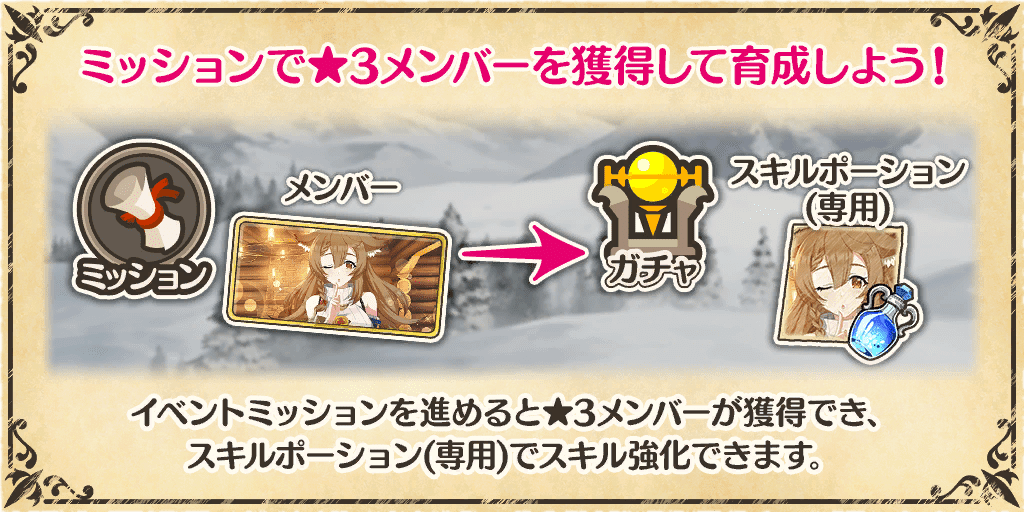 ミッションで★3メンバーを獲得して育成しよう!
メンバー
ミッション
ガチャ
スキルポーション
(専用)
イベントミッションを進めると★3メンバーが獲得でき、
スキルポーション(専用)でスキル強化できます。